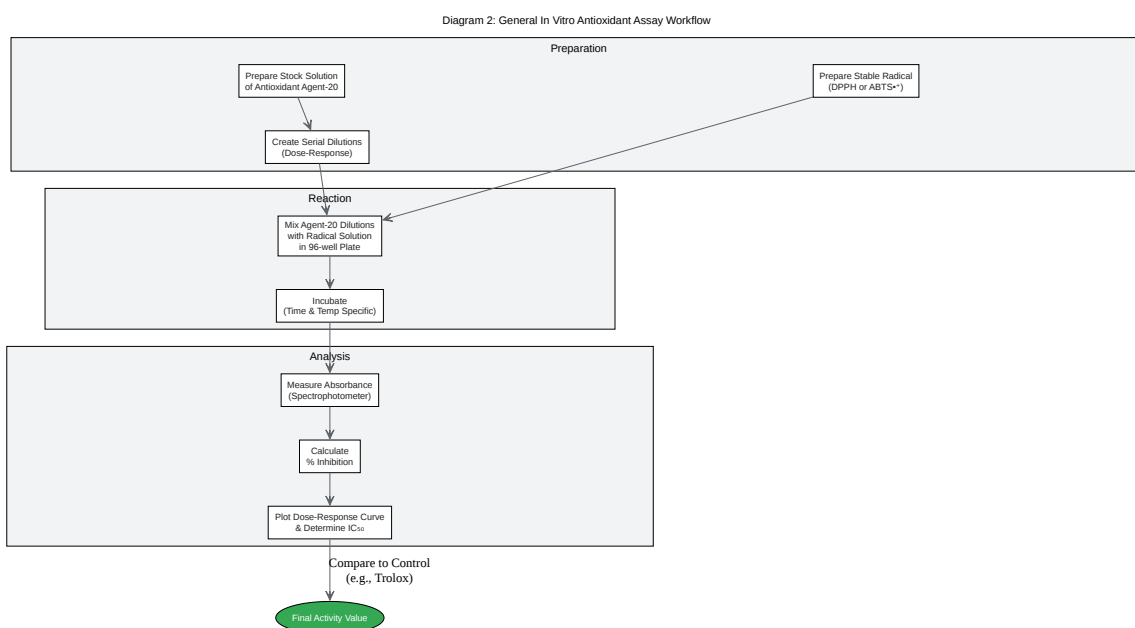 Diagram 2: General In Vitro Antioxidant Assay Workflow
Preparation
Prepare Stock Solution
of Antioxidant Agent-20
Prepare Stable Radical
(DPPH or ABTS•⁺)
Create Serial Dilutions
(Dose-Response)
Reaction
Mix Agent-20 Dilutions
with Radical Solution
in 96-well Plate
Incubate
(Time & Temp Specific)
Analysis
Measure Absorbance
(Spectrophotometer)
Calculate
% Inhibition
Plot Dose-Response Curve
& Determine IC₅₀
Compare to Control
(e.g., Trolox)
Final Activity Value